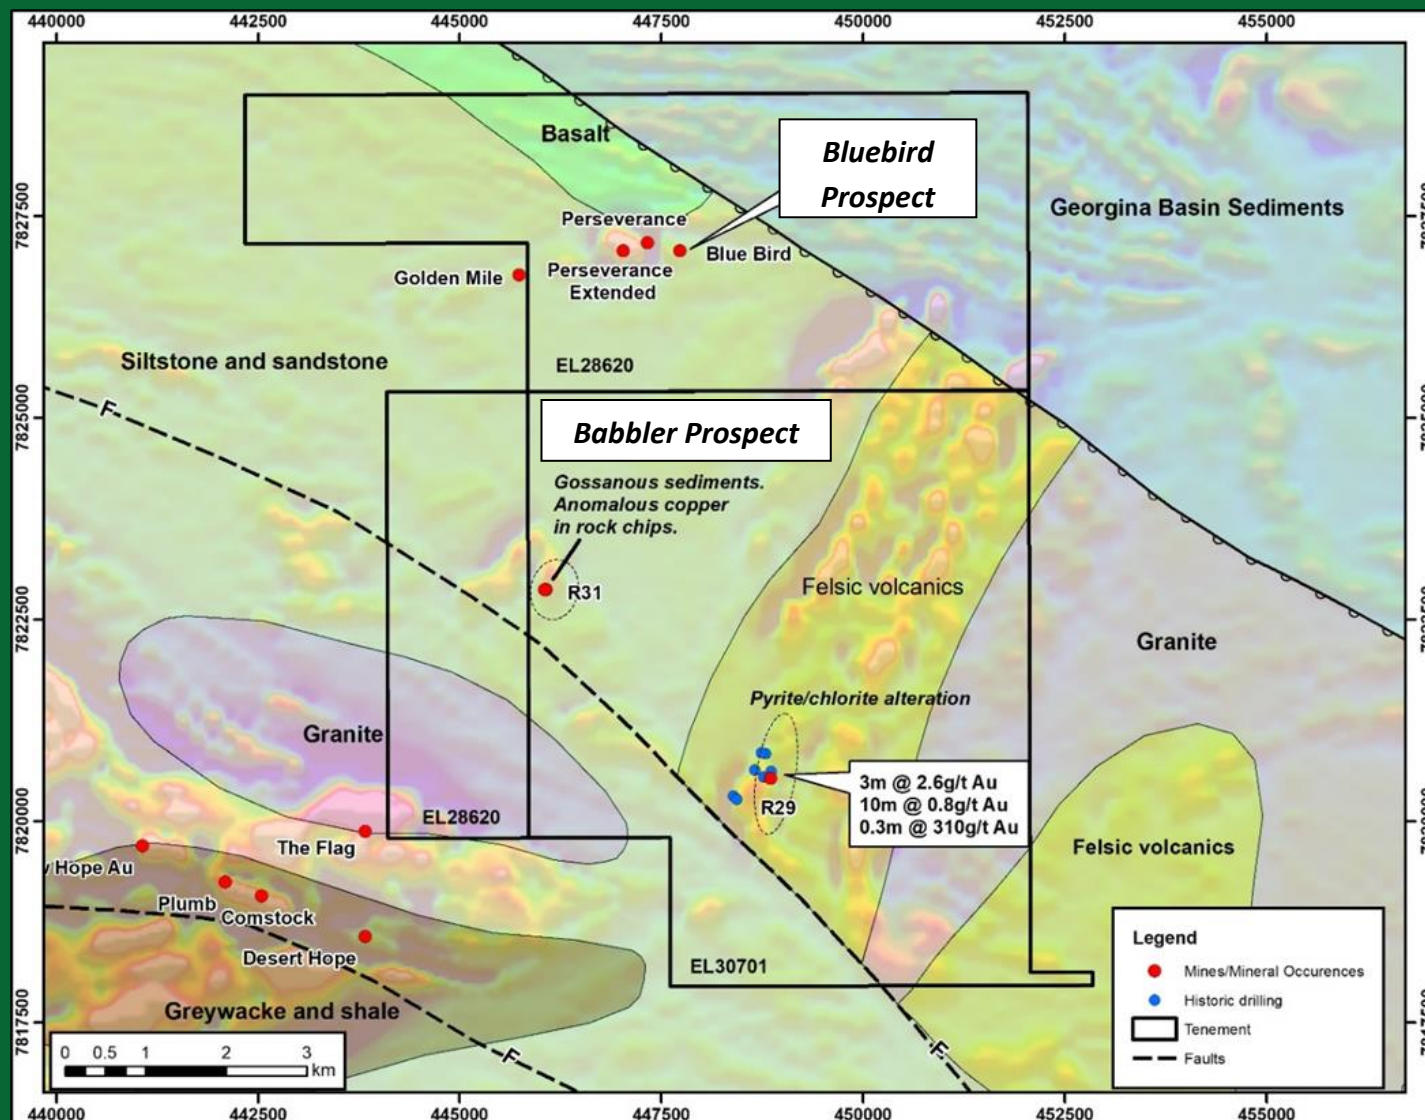 440000 442500 445000 447500 450000 452500 455000
Basalt
Bluebird
Prospect
7827500
Georgina Basin Sediments
Perseverance
Blue Bird
Golden Mile
Perseverance
Extended
Siltstone and sandstone
EL28620
F
7825000
Babbler Prospect
Gossanous sediments.
Anomalous copper
in rock chips.
R31
Felsic volcanics
7822500
Granite
Pyrite/chlorite alteration
Granite
3m @ 2.6g/t Au
10m @ 0.8g/t Au
0.3m @ 310g/t Au
R29
7820000
EL28620
The Flag
Felsic volcanics
w Hope Au
Plumb
Comstock
Desert Hope
EL30701
Greywacke and shale
7817500
F
F
0 0.5 1 2 3
km
Legend
Mines/Mineral Occurences
Historic drilling
Tenement
Faults
440000 442500 445000 447500 450000 452500 455000